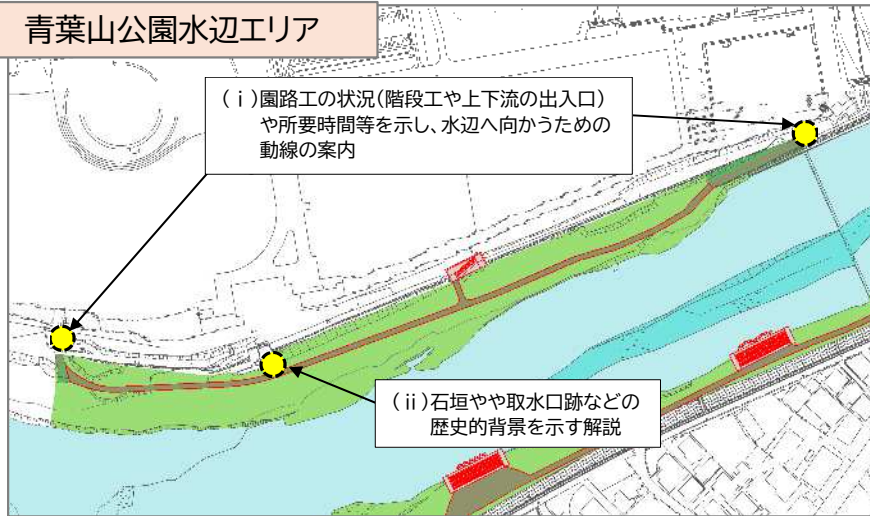 青葉山公園水辺エリア
(ⅰ)園路工の状況(階段工や上下流の出入口)
や所要時間等を示し、水辺へ向かうための
動線の案内
(ⅱ)石垣やや取水口跡などの
歴史的背景を示す解説